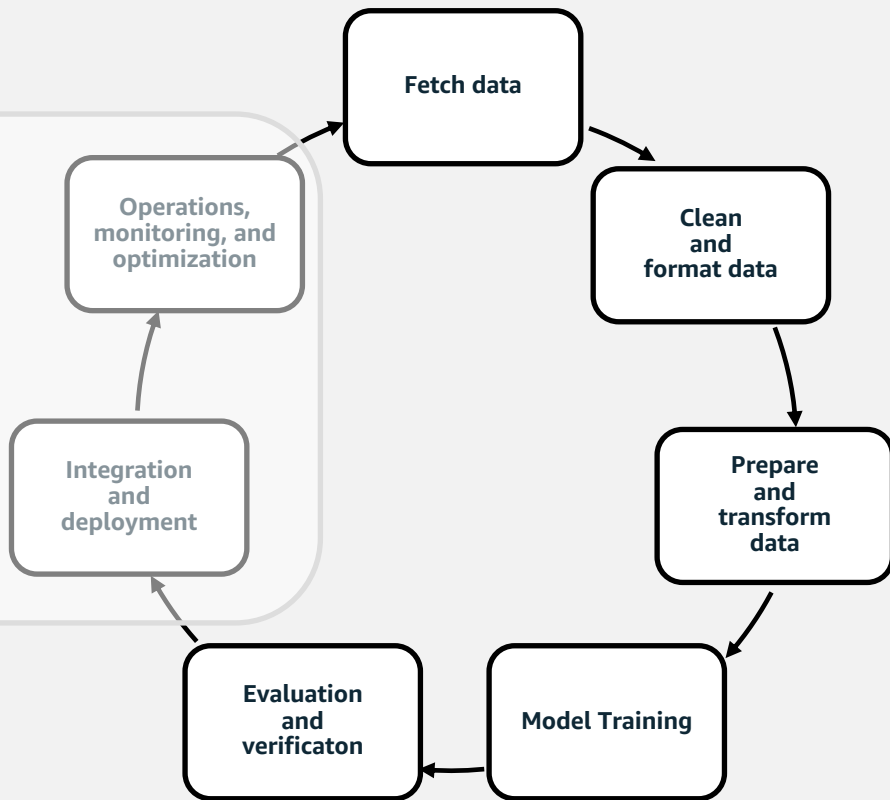 Fetch data
Clean
and
format data
Prepare
and
transform
data
Model Training
Evaluation
and
verificaton
Integration
and
deployment
Operations,
monitoring, and
optimization